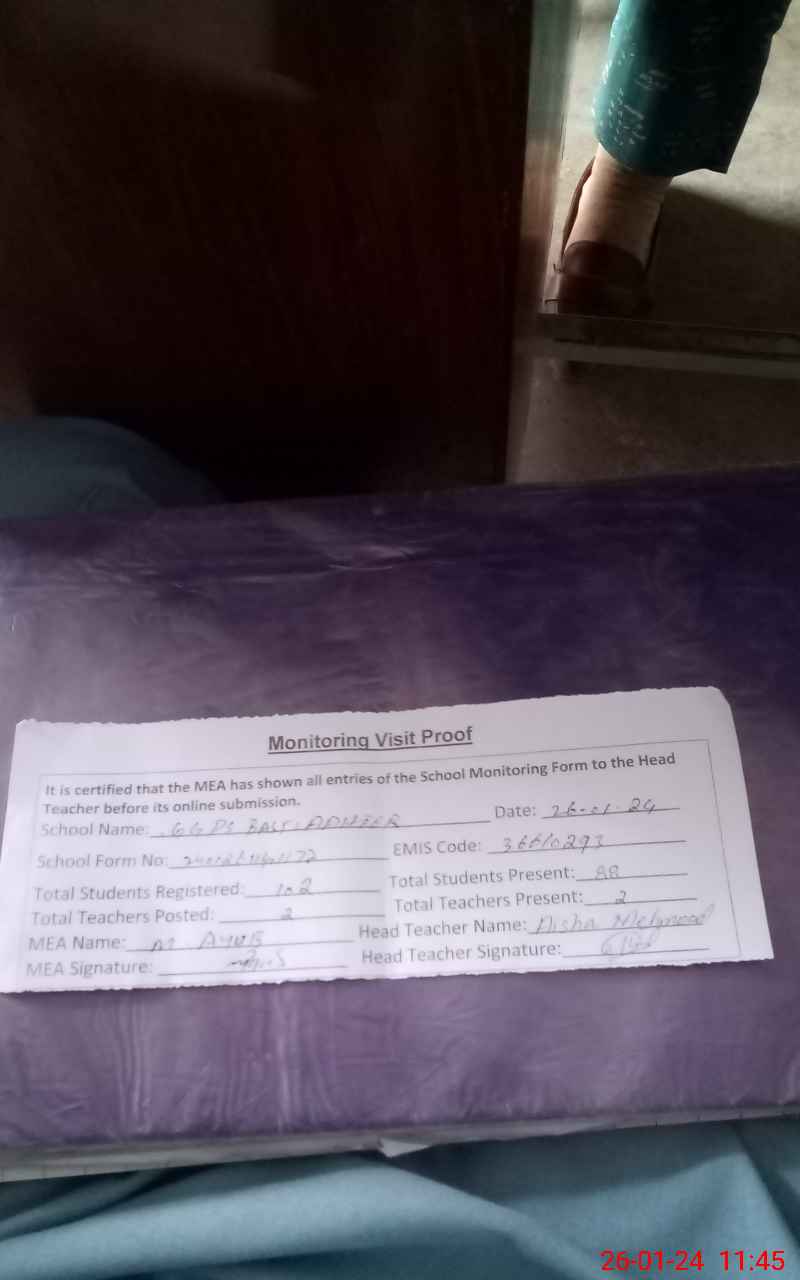 Monitoring Visit Proof
It is certified that the MEA has shown all entries of the School Monitoring Form to the Head
Teacher before its online submission.
School Name: GGPS BASTI Date: 26-01-24
School Form No: EMIS Code: 36610293
Total Students Registered: 102 Total Students Present: 88
Total Teachers Posted: 2 Total Teachers Present: 2
MEA Name: M. AYUB Head Teacher Name: Aisha
MEA Signature: Head Teacher Signature:
26-01-24 11:45